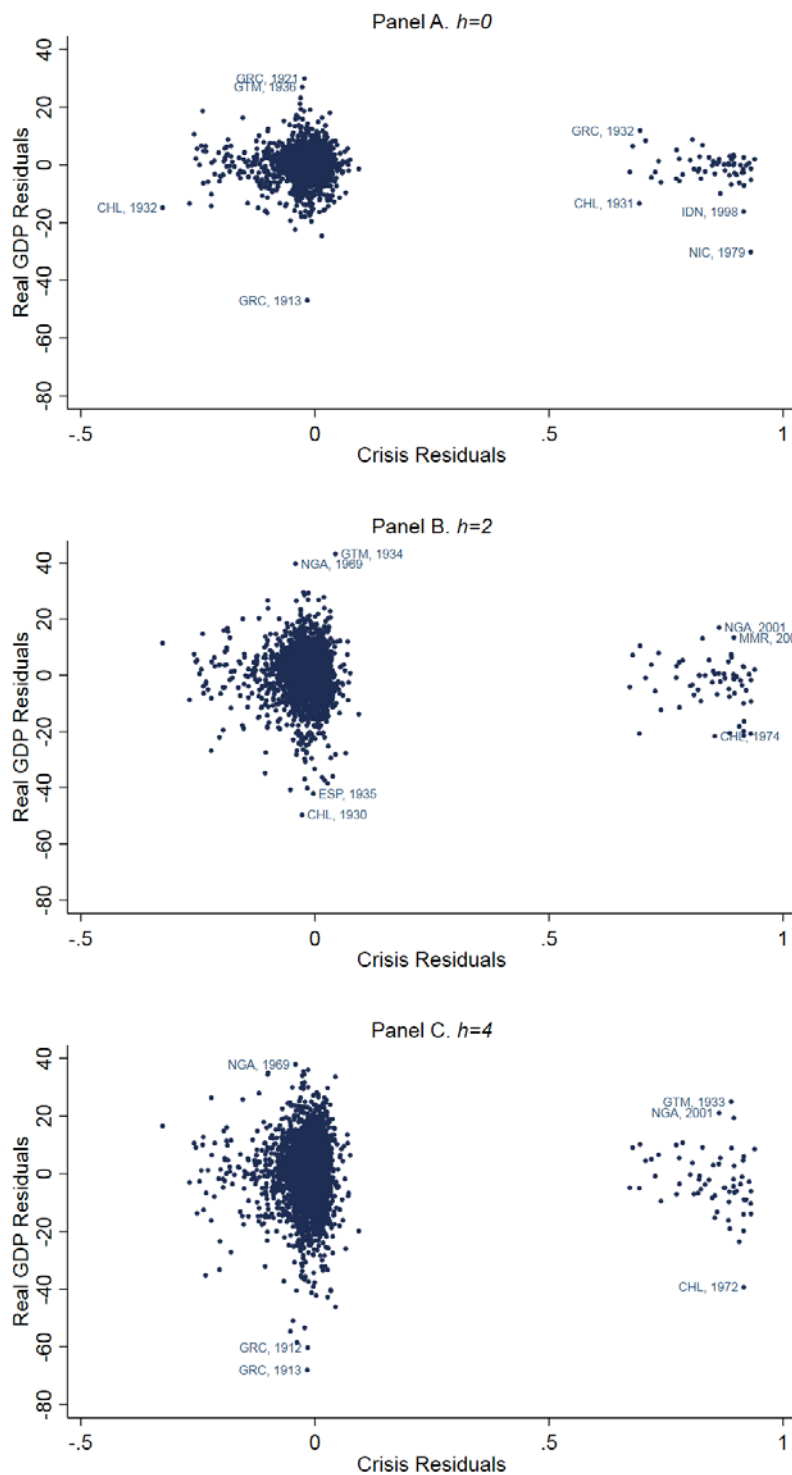 Panel A. h=0
Real GDP Residuals
40
20
0
-20
-40
-60
-80
GRC, 1921
GTM, 1936
GRC, 1932
CHL, 1932
CHL, 1931
IDN, 1998
NIC, 1979
GRC, 1913
-.5
0
.5
1
Crisis Residuals
Panel B. h=2
Real GDP Residuals
40
20
0
-20
-40
-60
-80
GTM, 1934
NGA, 1969
NGA, 2001
MMR, 200
CHL, 1974
ESP, 1935
CHL, 1930
-.5
0
.5
1
Crisis Residuals
Panel C. h=4
Real GDP Residuals
40
20
0
-20
-40
-60
-80
NGA, 1969
GTM, 1933
NGA, 2001
CHL, 1972
GRC, 1912
GRC, 1913
-.5
0
.5
1
Crisis Residuals